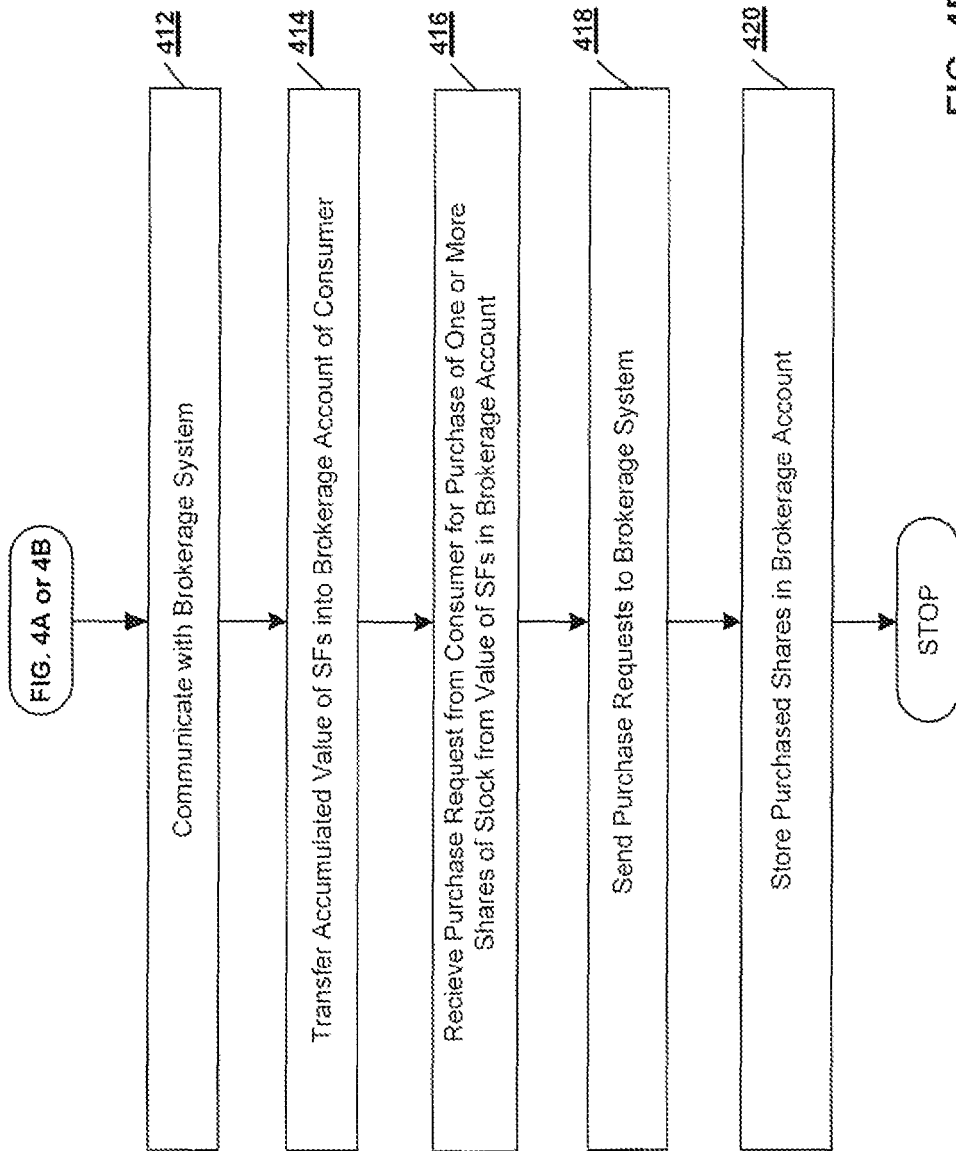 FIG. 4A or 4B
412
Communicate with Brokerage System
414
Transfer Accumulated Value of SFs into Brokerage Account of Consumer
416
Recieve Purchase Request from Consumer for Purchase of One or More
Shares of Stock from Value of SFs in Brokerage Account
418
Send Purchase Requests to Brokerage System
420
Store Purchased Shares in Brokerage Account
STOP
FIG.